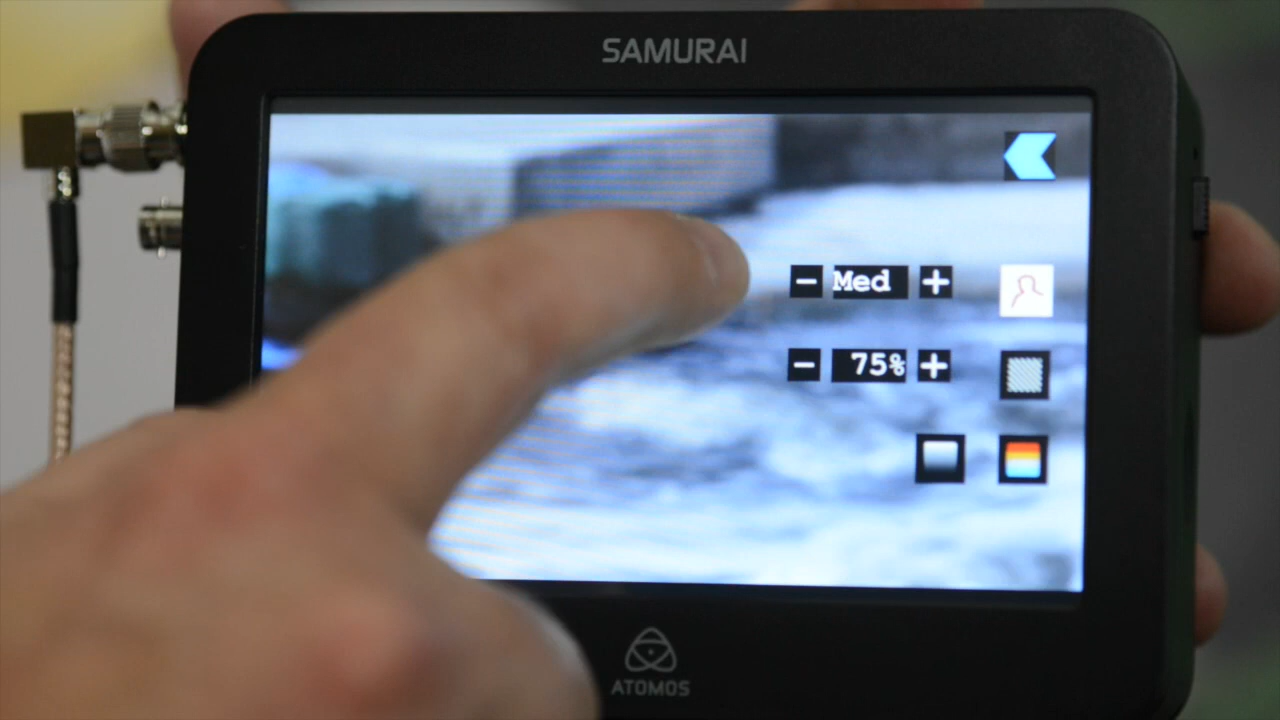 SAMURAI
− Med +
− 75% +
ATOMOS